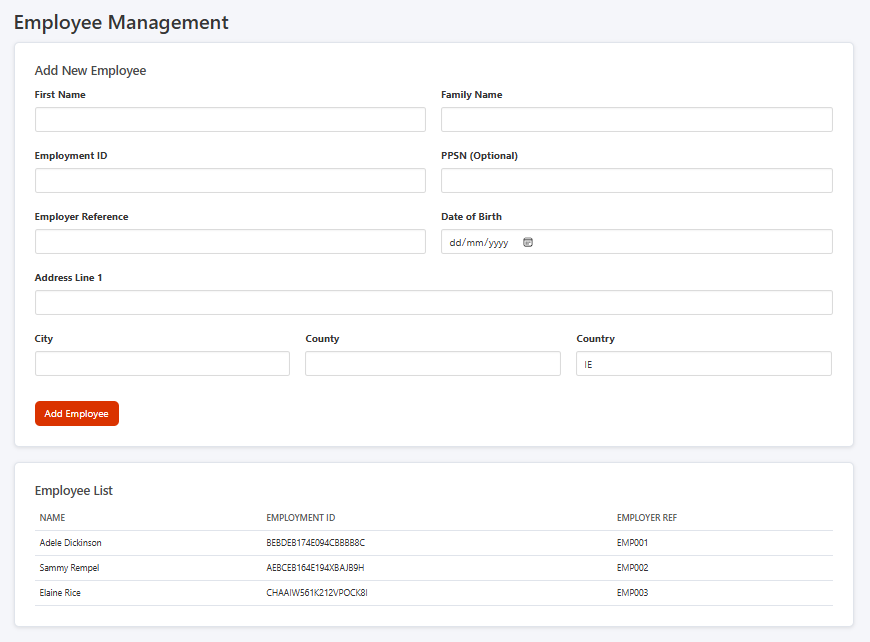 Employee Management
Add New Employee
First Name Family Name
Employment ID PPSN (Optional)
Employer Reference Date of Birth
dd/mm/yyyy
Address Line 1
City County Country
IE
Add Employee
Employee List
NAME EMPLOYMENT ID EMPLOYER REF
Adele Dickinson BEBDEB174E094CBBBB8C EMP001
Sammy Rempel AEBCEB164E194XBAJB9H EMP002
Elaine Rice CHAAIW561K212VPOCK8I EMP003